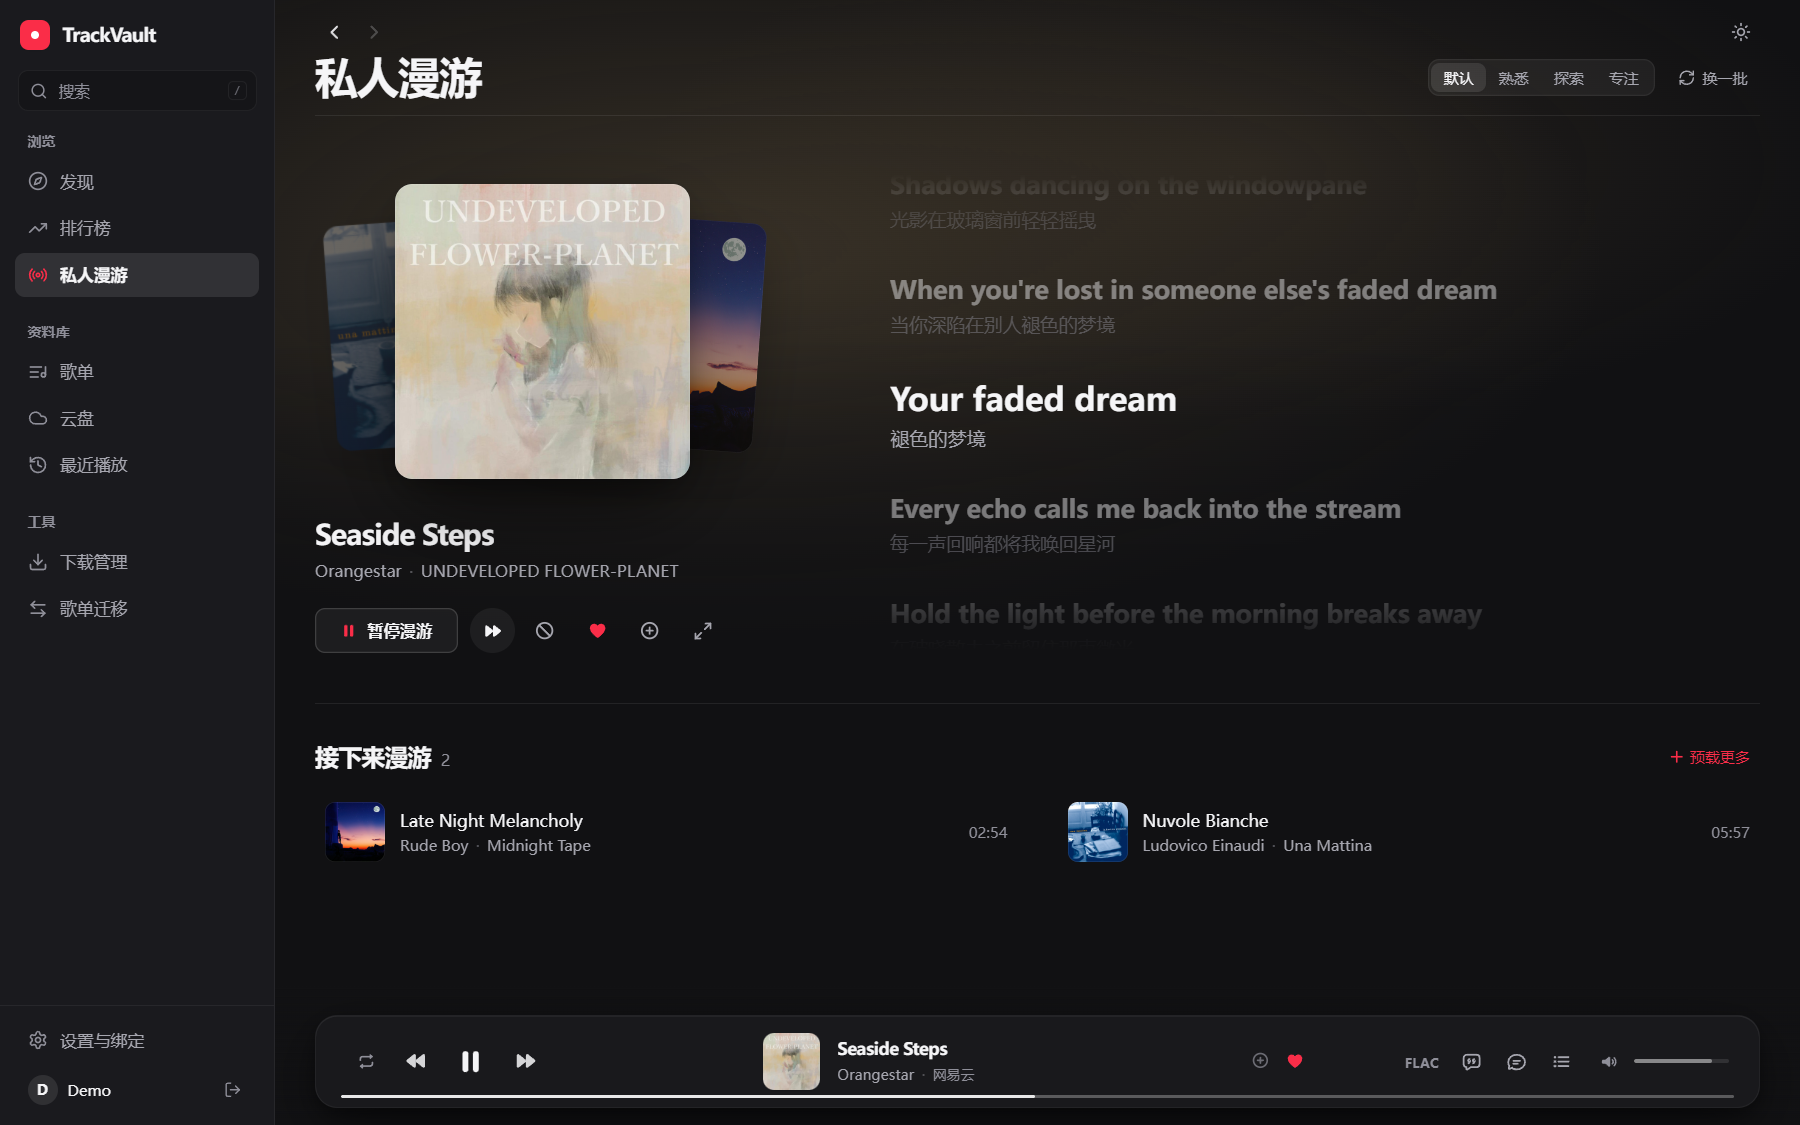 TrackVault
搜索
/
浏览
发现
排行榜
私人漫游
资料库
歌单
云盘
最近播放
工具
下载管理
歌单迁移
设置与绑定
D
Demo
私人漫游
默认
熟悉
探索
专注
换一批
UNDEVELOPED
FLOWER-PLANET
una mattina
Seaside Steps
Orangestar · UNDEVELOPED FLOWER-PLANET
暂停漫游
Shadows dancing on the windowpane
光影在玻璃窗前轻轻摇曳
When you're lost in someone else's faded dream
当你深陷在别人褪色的梦境
Your faded dream
褪色的梦境
Every echo calls me back into the stream
每一声回响都将我唤回星河
Hold the light before the morning breaks away
接下来漫游 2
预载更多
Late Night Melancholy
Rude Boy · Midnight Tape
02:54
Nuvole Bianche
Ludovico Einaudi · Una Mattina
05:57
Seaside Steps
Orangestar · 网易云
FLAC